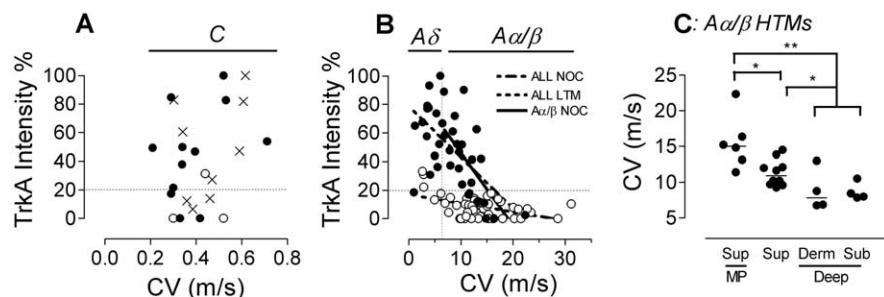 A
C
TrkA Intensity %
100
80
60
40
20
0
0.0 0.2 0.4 0.6 0.8
CV (m/s)
B
Aδ Aα/β
ALL NOC
ALL LTM
Aα/β NOC
TrkA Intensity %
100
80
60
40
20
0
0 10 20 30
CV (m/s)
C: Aα/β HTMs
**
* *
CV (m/s)
25
20
15
10
5
Sup Sup Derm Sub
MP Deep